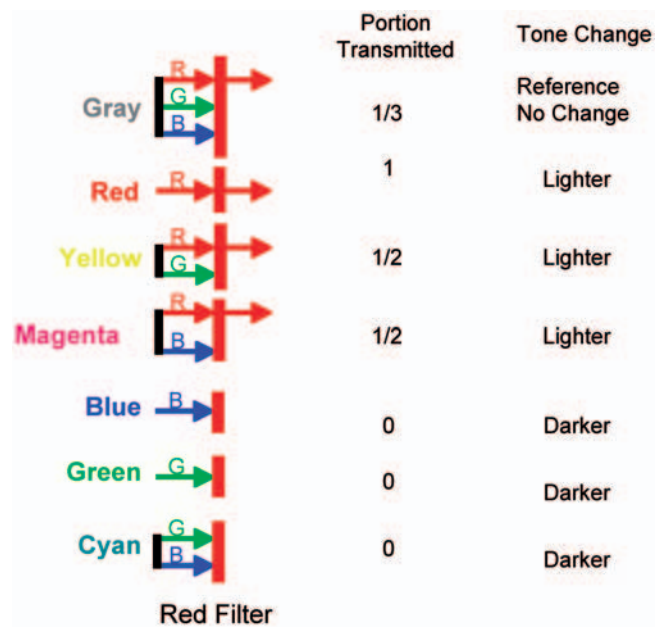 Portion
Transmitted
Tone Change
Gray
R
G
B
1/3
Reference
No Change
Red
R
1
Lighter
Yellow
R
G
1/2
Lighter
Magenta
R
B
1/2
Lighter
Blue
B
0
Darker
Green
G
0
Darker
Cyan
G
B
0
Darker
Red Filter